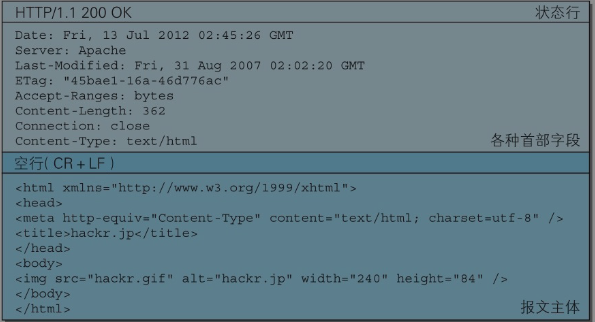 HTTP/1.1 200 OK 状态行
Date: Fri, 13 Jul 2012 02:45:26 GMT
Server: Apache
Last-Modified: Fri, 31 Aug 2007 02:02:20 GMT
ETag: "45bae1-16a-46d776ac"
Accept-Ranges: bytes
Content-Length: 362
Connection: close
Content-Type: text/html 各种首部字段
空行( CR + LF )
<html xmlns="http://www.w3.org/1999/xhtml">
<head>
<meta http-equiv="Content-Type" content="text/html; charset=utf-8" />
<title>hackr.jp</title>
</head>
<body>
<img src="hackr.gif" alt="hackr.jp" width="240" height="84" />
</body>
</html> 报文主体